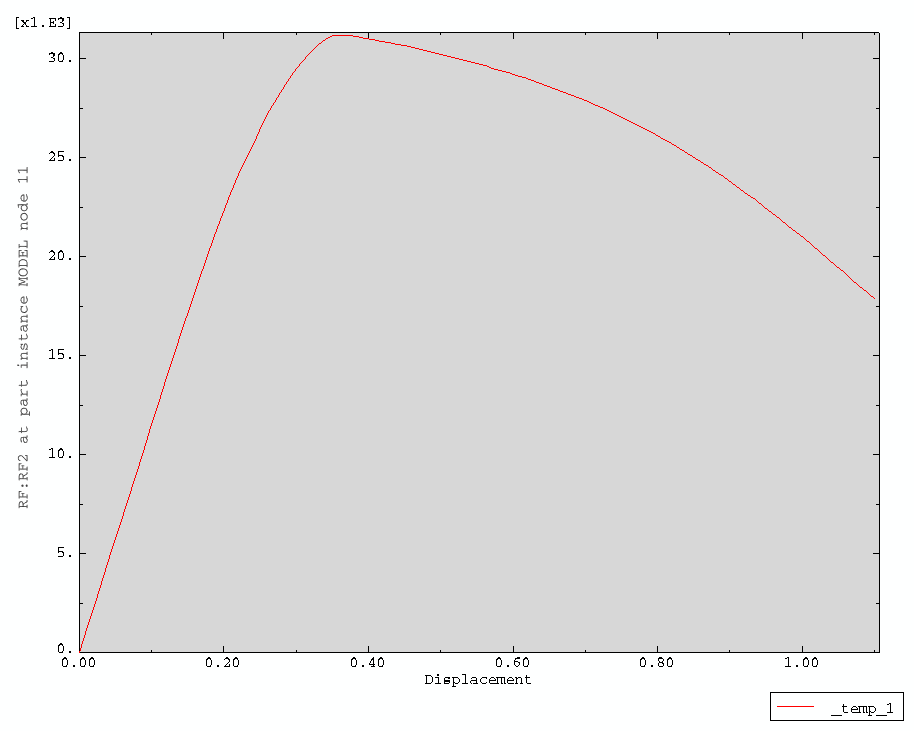 [x1.E3]
RF:RF2 at part instance MODEL node 11
30.
25.
20.
15.
10.
5.
0.
0.00 0.20 0.40 0.60 0.80 1.00
Displacement
_temp_1